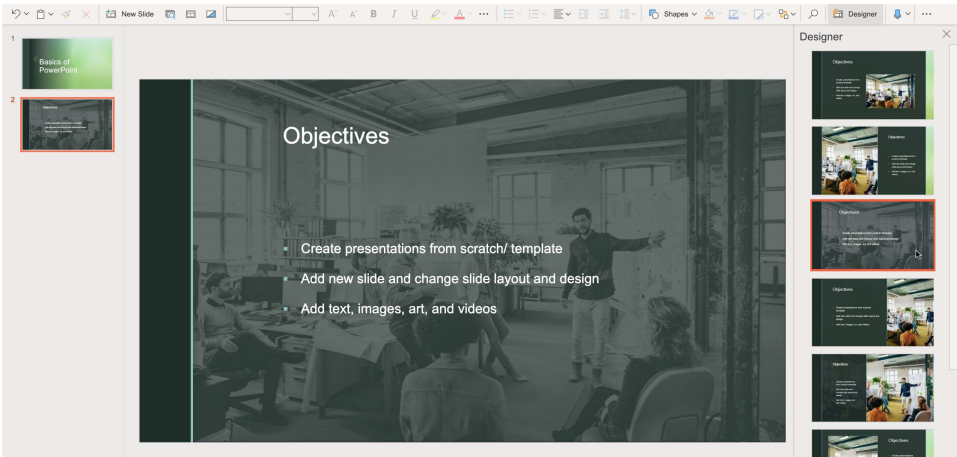 New Slide
A^
A˅
B
I
U
A
Shapes
Designer
Designer
1
Basics of
PowerPoint
2
Objectives
Objectives
Create presentations from scratch/ template
Add new slide and change slide layout and design
Add text, images, art, and videos
Objectives
Objectives
Objectives
Objectives
Objectives
Objectives